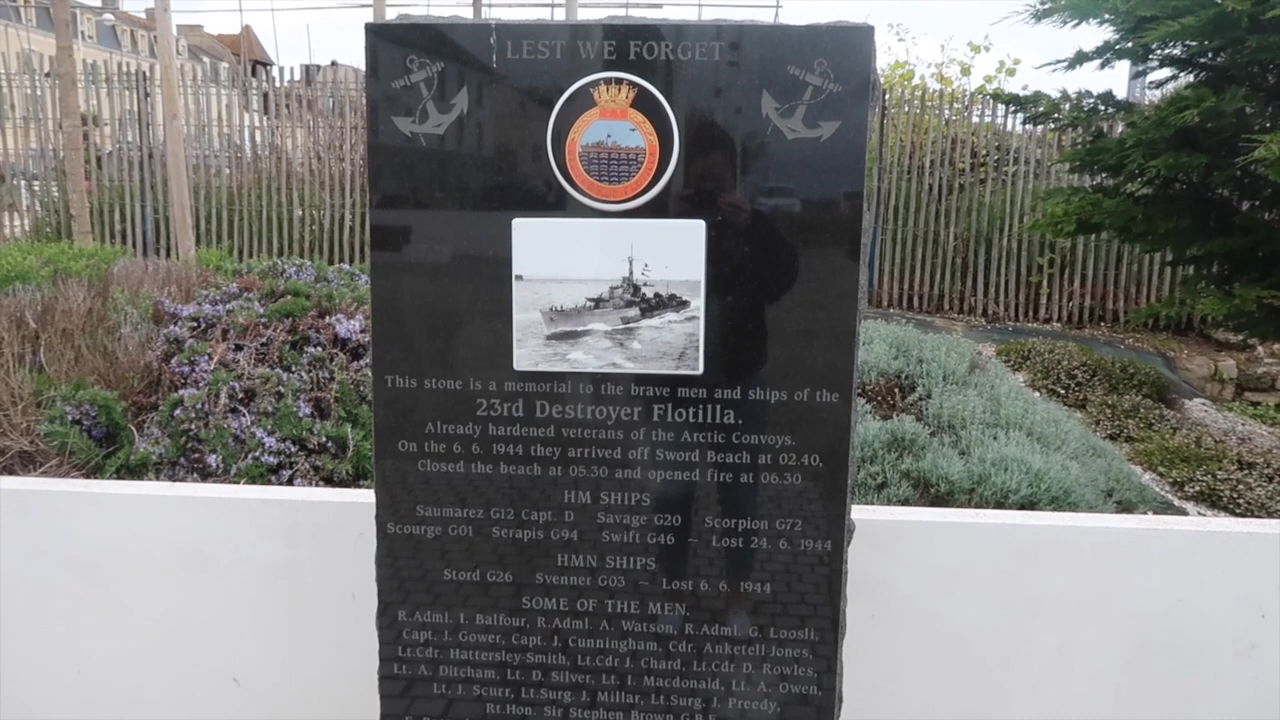 LEST WE FORGET
This stone is a memorial to the brave men and ships of the
23rd Destroyer Flotilla.
Already hardened veterans of the Arctic Convoys.
On the 6. 6. 1944 they arrived off Sword Beach at 02.40,
Closed the beach at 05.30 and opened fire at 06.30
HM SHIPS
Saumarez G12 Capt. D Savage G20 Scorpion G72
Scourge G01 Serapis G94 Swift G46 ~ Lost 24. 6. 1944
HMN SHIPS
Stord G26 Svenner G03 ~ Lost 6. 6. 1944
SOME OF THE MEN.
R.Adml. I. Balfour, R.Adml. A. Watson, R.Adml. G. Loosli,
Capt. J. Gower, Capt. J. Cunningham, Cdr. Anketell-Jones,
Lt.Cdr. Hattersley-Smith, Lt.Cdr J. Chard, Lt.Cdr D. Rowles,
Lt. A. Ditcham, Lt. D. Silver, Lt. I. Macdonald, Lt. A. Owen,
Lt. J. Scurr, Lt.Surg. J. Millar, Lt.Surg. J. Preedy,
Rt.Hon. Sir Stephen Brown G.B.E.